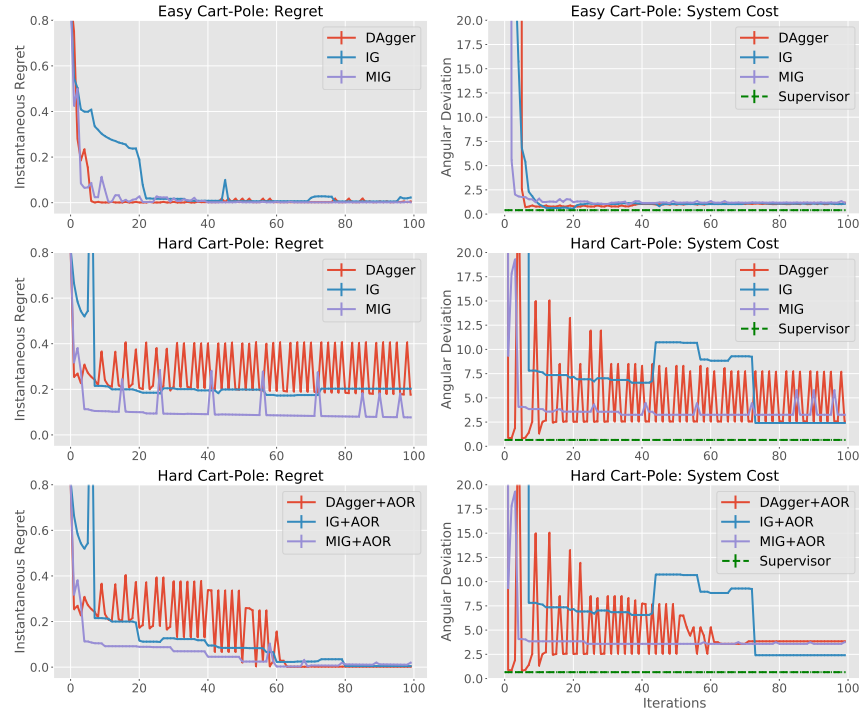 Easy Cart-Pole: Regret
Instantaneous Regret
0.8
0.6
0.4
0.2
0.0
0 20 40 60 80 100
DAgger
IG
MIG
Easy Cart-Pole: System Cost
Angular Deviation
20.0
17.5
15.0
12.5
10.0
7.5
5.0
2.5
0.0
0 20 40 60 80 100
DAgger
IG
MIG
Supervisor
Hard Cart-Pole: Regret
Instantaneous Regret
0.8
0.6
0.4
0.2
0.0
0 20 40 60 80 100
DAgger
IG
MIG
Hard Cart-Pole: System Cost
Angular Deviation
20.0
17.5
15.0
12.5
10.0
7.5
5.0
2.5
0.0
0 20 40 60 80 100
DAgger
IG
MIG
Supervisor
Hard Cart-Pole: Regret
Instantaneous Regret
0.8
0.6
0.4
0.2
0.0
0 20 40 60 80 100
DAgger+AOR
IG+AOR
MIG+AOR
Hard Cart-Pole: System Cost
Angular Deviation
20.0
17.5
15.0
12.5
10.0
7.5
5.0
2.5
0.0
0 20 40 60 80 100
Iterations
DAgger+AOR
IG+AOR
MIG+AOR
Supervisor